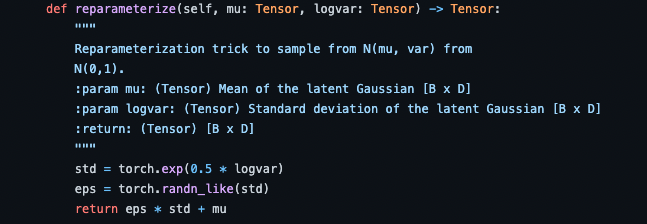 def reparameterize(self, mu: Tensor, logvar: Tensor) -> Tensor:
"""
Reparameterization trick to sample from N(mu, var) from
N(0,1).
:param mu: (Tensor) Mean of the latent Gaussian [B x D]
:param logvar: (Tensor) Standard deviation of the latent Gaussian [B x D]
:return: (Tensor) [B x D]
"""
std = torch.exp(0.5 * logvar)
eps = torch.randn_like(std)
return eps * std + mu